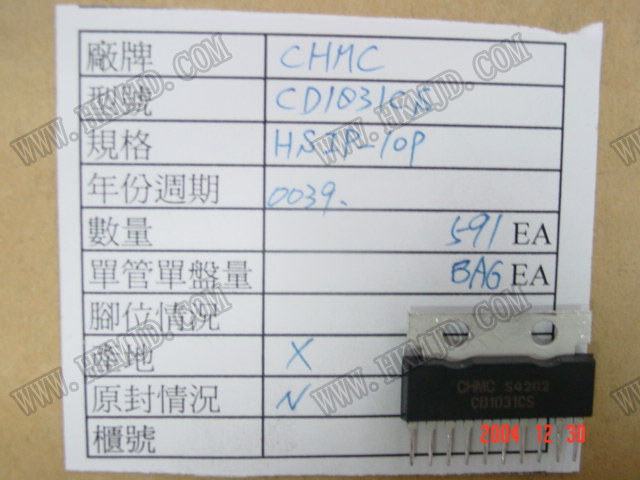 廠牌 CHMC
型號 CD1031CS
規格 HSIP-10P
年份週期 0039.
數量 591 EA
單管單盤量 BAG EA
腳位情況
產地 X
原封情況 N
櫃號
CHMC S4202
CD1031CS
2004 12 30
WWW.HKMJD.COM